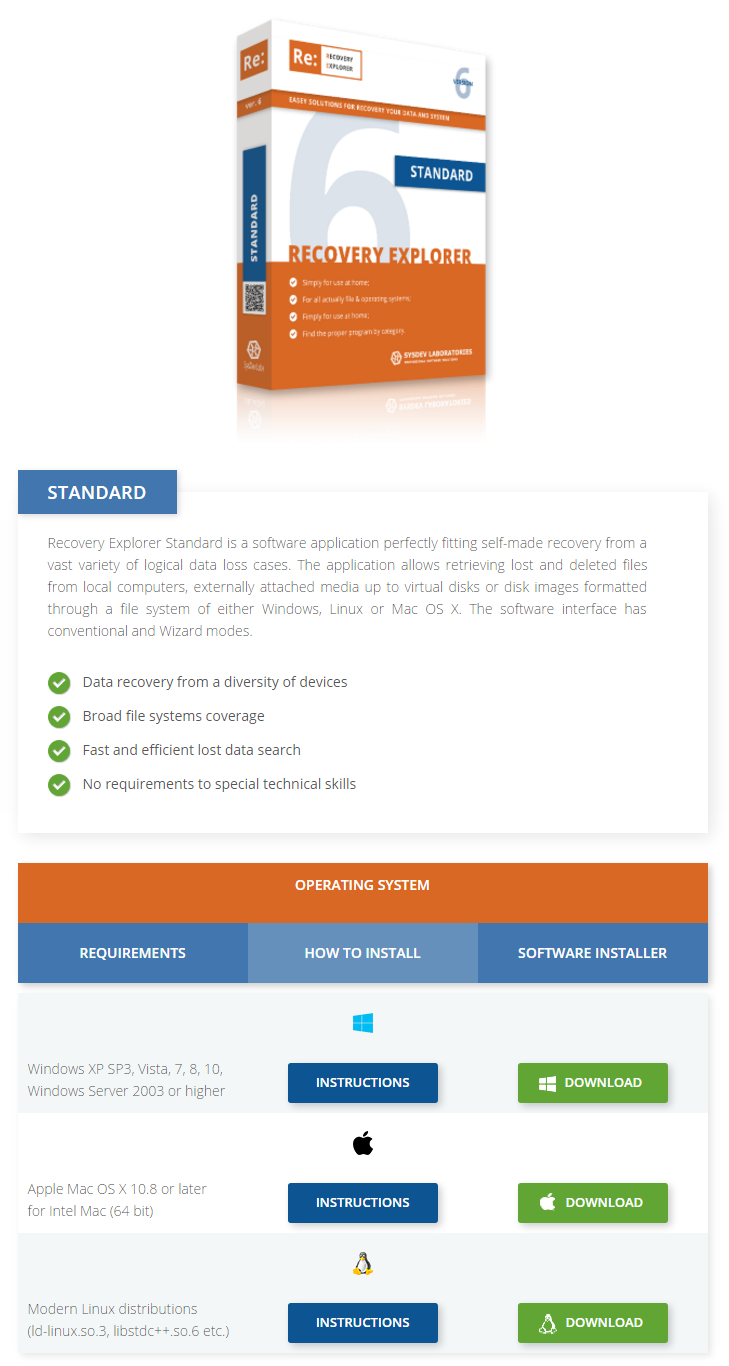 Re:
Re: RECOVERY
EXPLORER
6
VERSION
ver. 6
EASEY SOLUTIONS FOR RECOVERY YOUR DATA AND SYSTEM
STANDARD
STANDARD
6
RECOVERY EXPLORER
Simply for use at home;
For all actually file & operating systems;
Fimply for use at home;
Find the proper program by category.
SysDevLabs
SYSDEV LABORATORIES
STANDARD
Recovery Explorer Standard is a software application perfectly fitting self-made recovery from a
vast variety of logical data loss cases. The application allows retrieving lost and deleted files
from local computers, externally attached media up to virtual disks or disk images formatted
through a file system of either Windows, Linux or Mac OS X. The software interface has
conventional and Wizard modes.
Data recovery from a diversity of devices
Broad file systems coverage
Fast and efficient lost data search
No requirements to special technical skills
OPERATING SYSTEM
REQUIREMENTS HOW TO INSTALL SOFTWARE INSTALLER
Windows XP SP3, Vista, 7, 8, 10,
Windows Server 2003 or higher
INSTRUCTIONS DOWNLOAD
Apple Mac OS X 10.8 or later
for Intel Mac (64 bit)
INSTRUCTIONS DOWNLOAD
Modern Linux distributions
(ld-linux.so.3, libstdc++.so.6 etc.)
INSTRUCTIONS DOWNLOAD